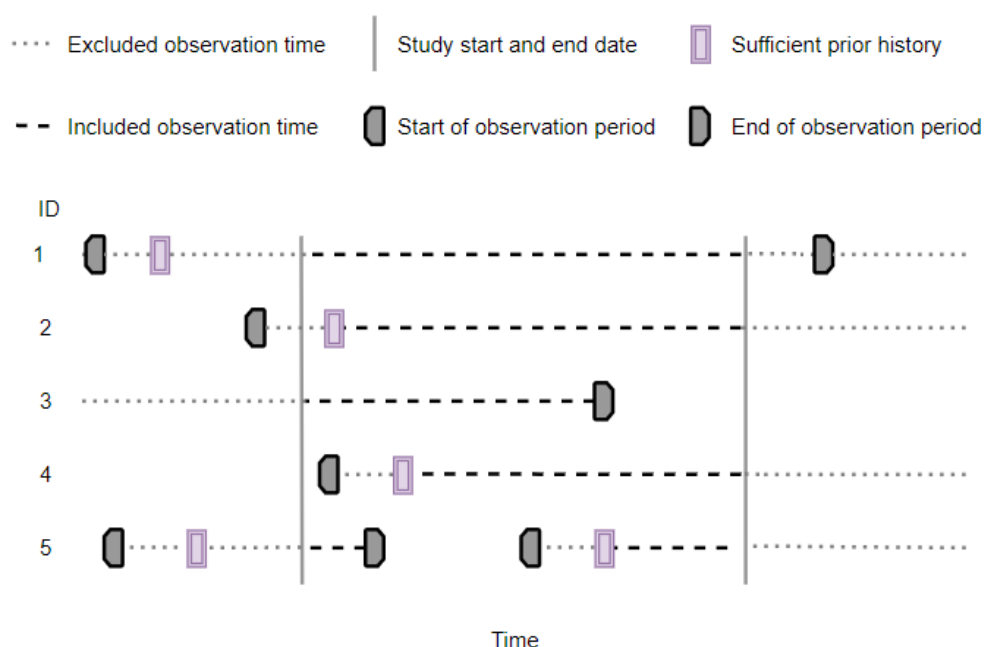 Excluded observation time
Study start and end date
Sufficient prior history
Included observation time
Start of observation period
End of observation period
ID
1
2
3
4
5
Time